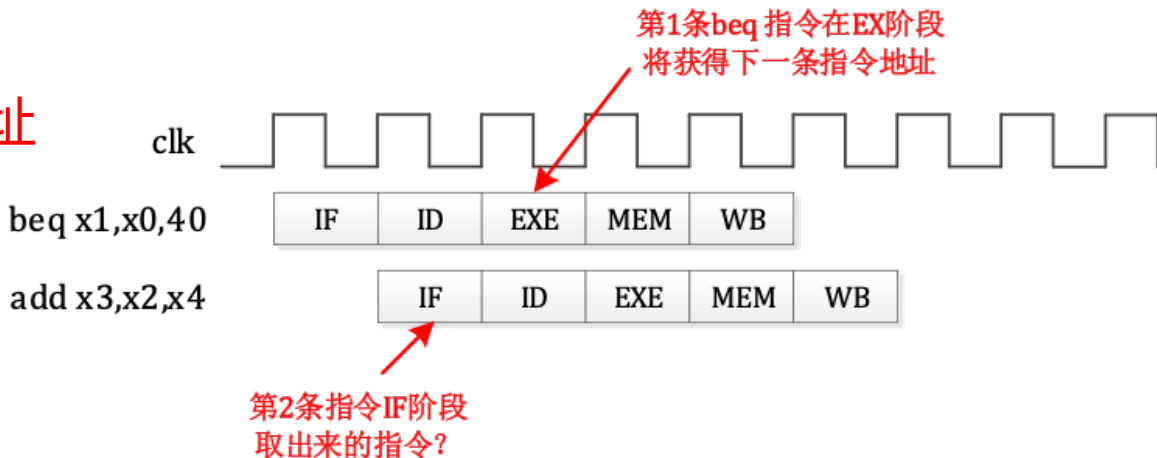 第1条beq 指令在EX阶段
将获得下一条指令地址
址
clk
beq x1,x0,40
IF ID EXE MEM WB
add x3,x2,x4
IF ID EXE MEM WB
第2条指令IF阶段
取出来的指令?